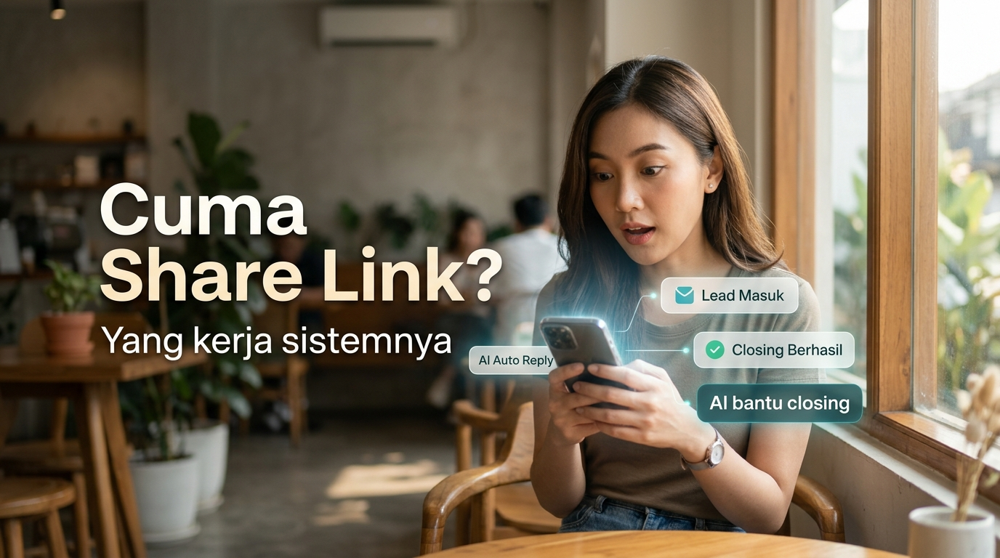 Cuma
Share Link?
Yang kerja sistemnya
Lead Masuk
Closing Berhasil
AI Auto Reply
AI bantu closing